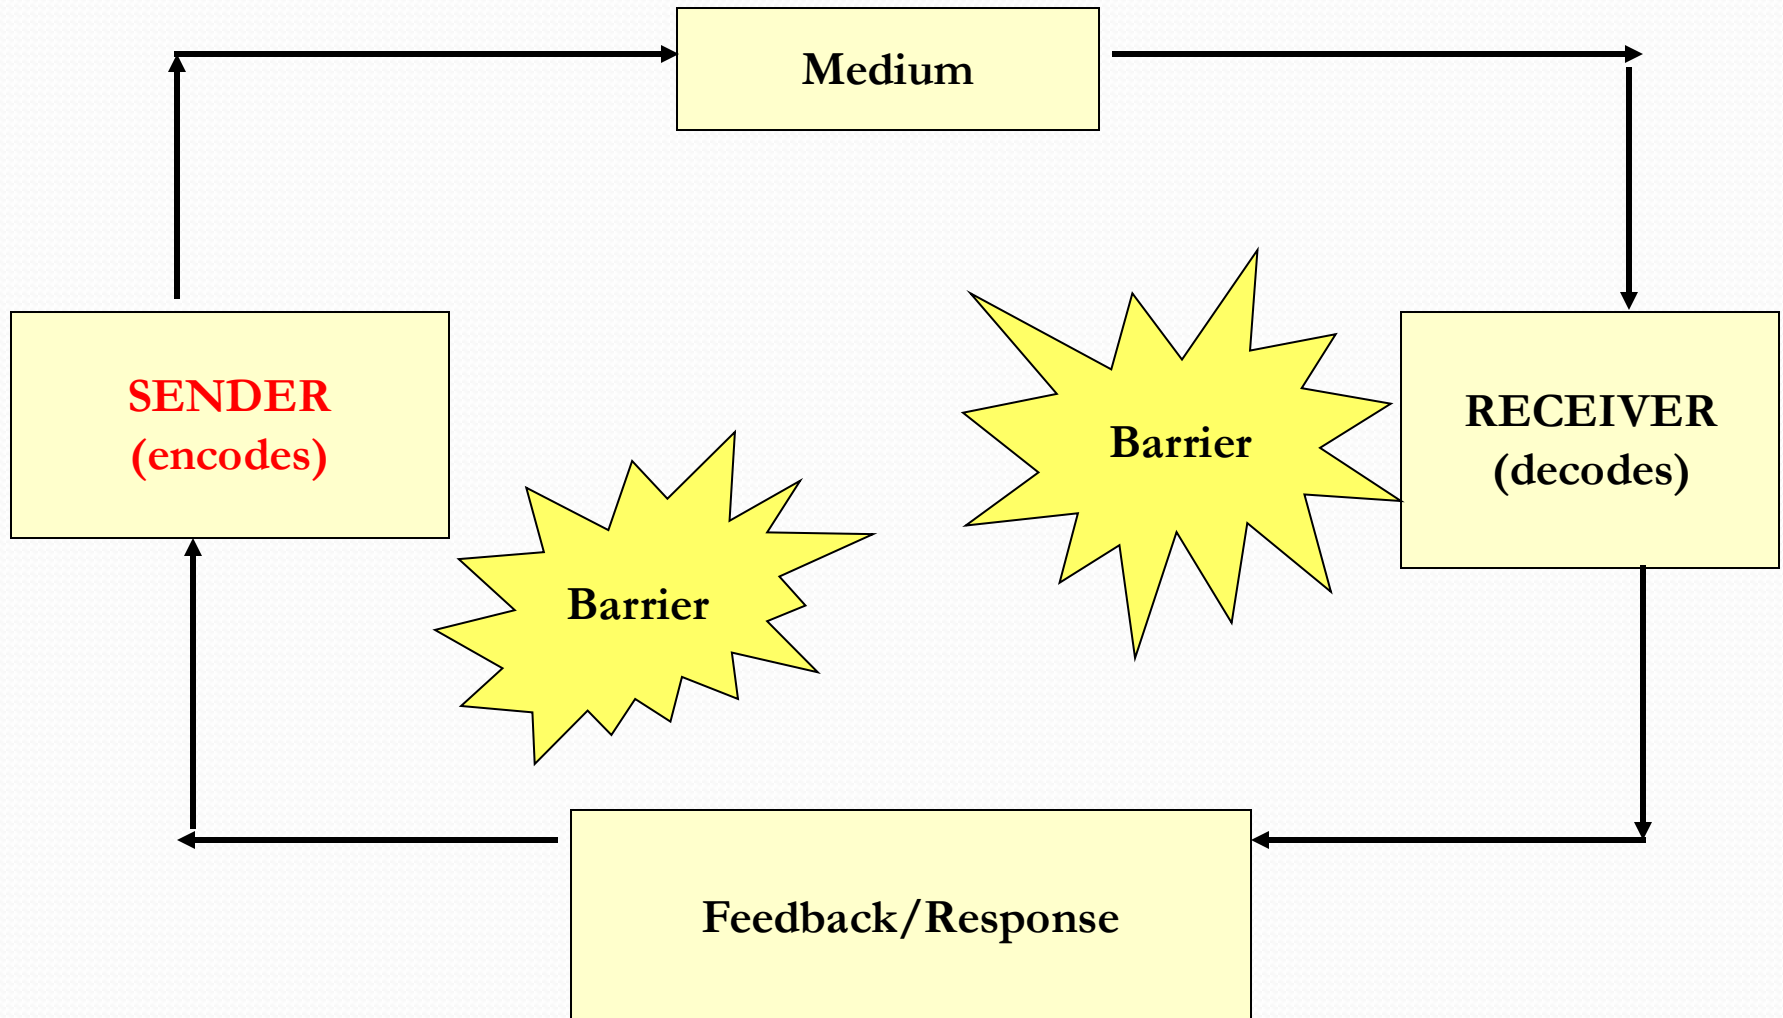 Medium
SENDER
(encodes)
Barrier
RECEIVER
(decodes)
Barrier
Feedback/Response